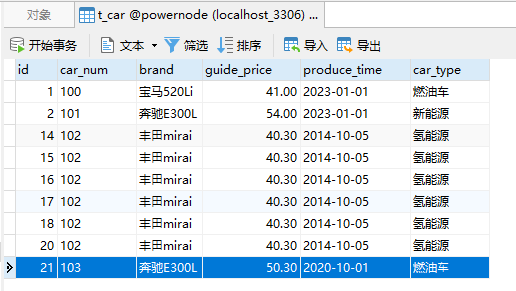 对象 t_car @powernode (localhost_3306) ...
开始事务 文本 筛选 排序 导入 导出
id car_num brand guide_price produce_time car_type
1 100 宝马520Li 41.00 2023-01-01 燃油车
2 101 奔驰E300L 54.00 2023-01-01 新能源
14 102 丰田mirai 40.30 2014-10-05 氢能源
15 102 丰田mirai 40.30 2014-10-05 氢能源
16 102 丰田mirai 40.30 2014-10-05 氢能源
17 102 丰田mirai 40.30 2014-10-05 氢能源
18 102 丰田mirai 40.30 2014-10-05 氢能源
20 102 丰田mirai 40.30 2014-10-05 氢能源
21 103 奔驰E300L 50.30 2020-10-01 燃油车